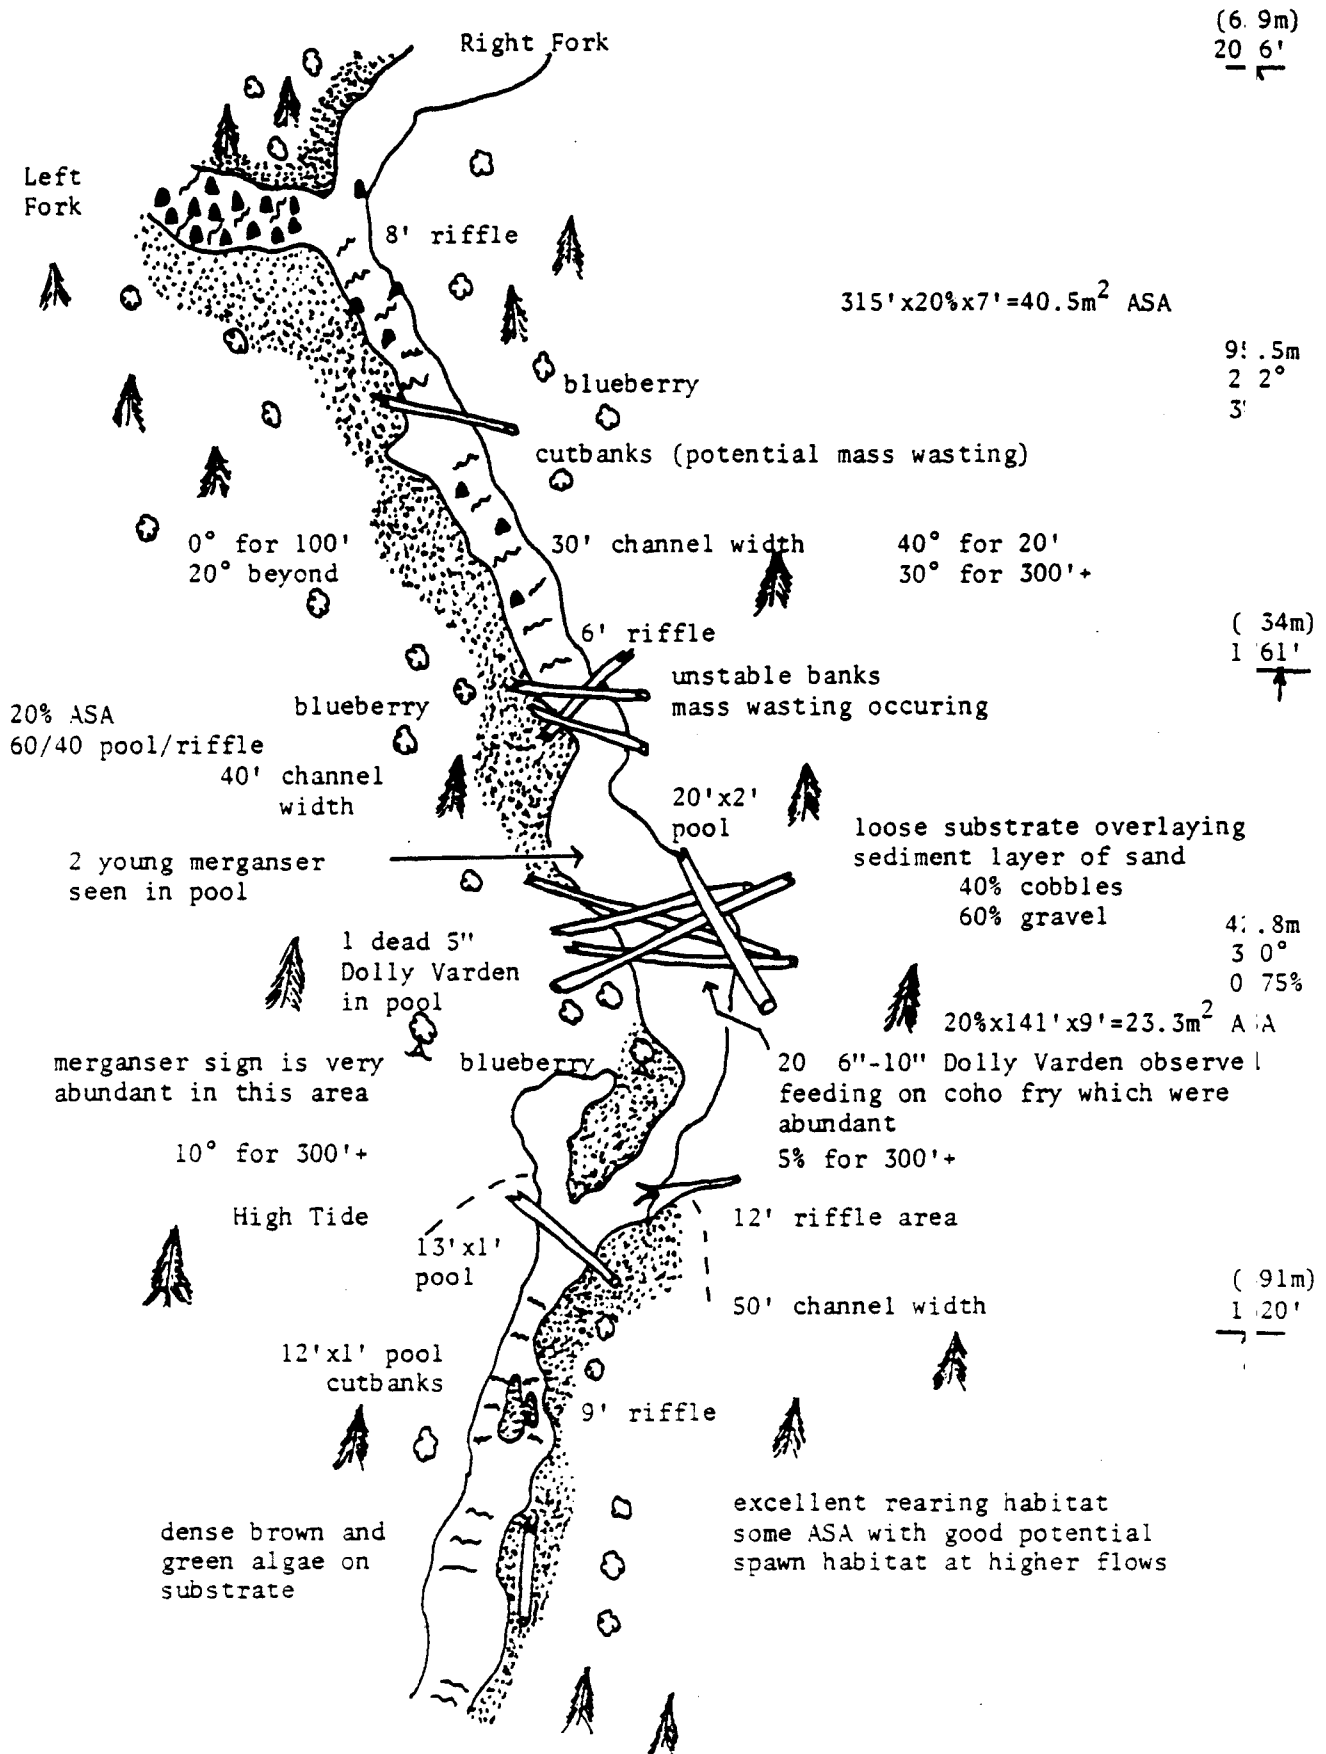 (6 9m)
20 6'
Right Fork
Left
Fork
8' riffle
315'x20%x7'=40.5m² ASA
.5m
2 2°
3'
blueberry
cutbanks (potential mass wasting)
0° for 100'
20° beyond
30' channel width
40° for 20'
30° for 300'+
6' riffle
( 34m)
1 61'
unstable banks
mass wasting occuring
blueberry
20% ASA
60/40 pool/riffle
40' channel
width
20'x2'
pool
loose substrate overlaying
sediment layer of sand
40% cobbles
60% gravel
2 young merganser
seen in pool
.8m
3 0°
0 75%
1 dead 5"
Dolly Varden
in pool
20%x141'x9'=23.3m² A A
merganser sign is very
abundant in this area
blueberry
20 6"-10" Dolly Varden observe
feeding on coho fry which were
abundant
5% for 300'+
10° for 300'+
High Tide
12' riffle area
13'x1'
pool
( 91m)
1 20'
50' channel width
12'x1' pool
cutbanks
9' riffle
excellent rearing habitat
some ASA with good potential
spawn habitat at higher flows
dense brown and
green algae on
substrate